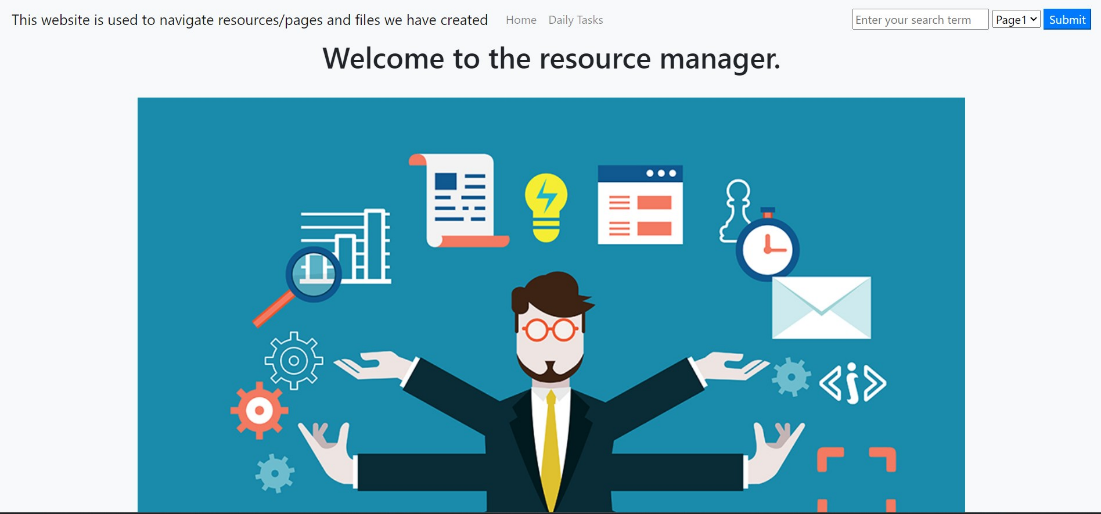 This website is used to navigate resources/pages and files we have created Home Daily Tasks Enter your search term Page1 Submit
Welcome to the resource manager.